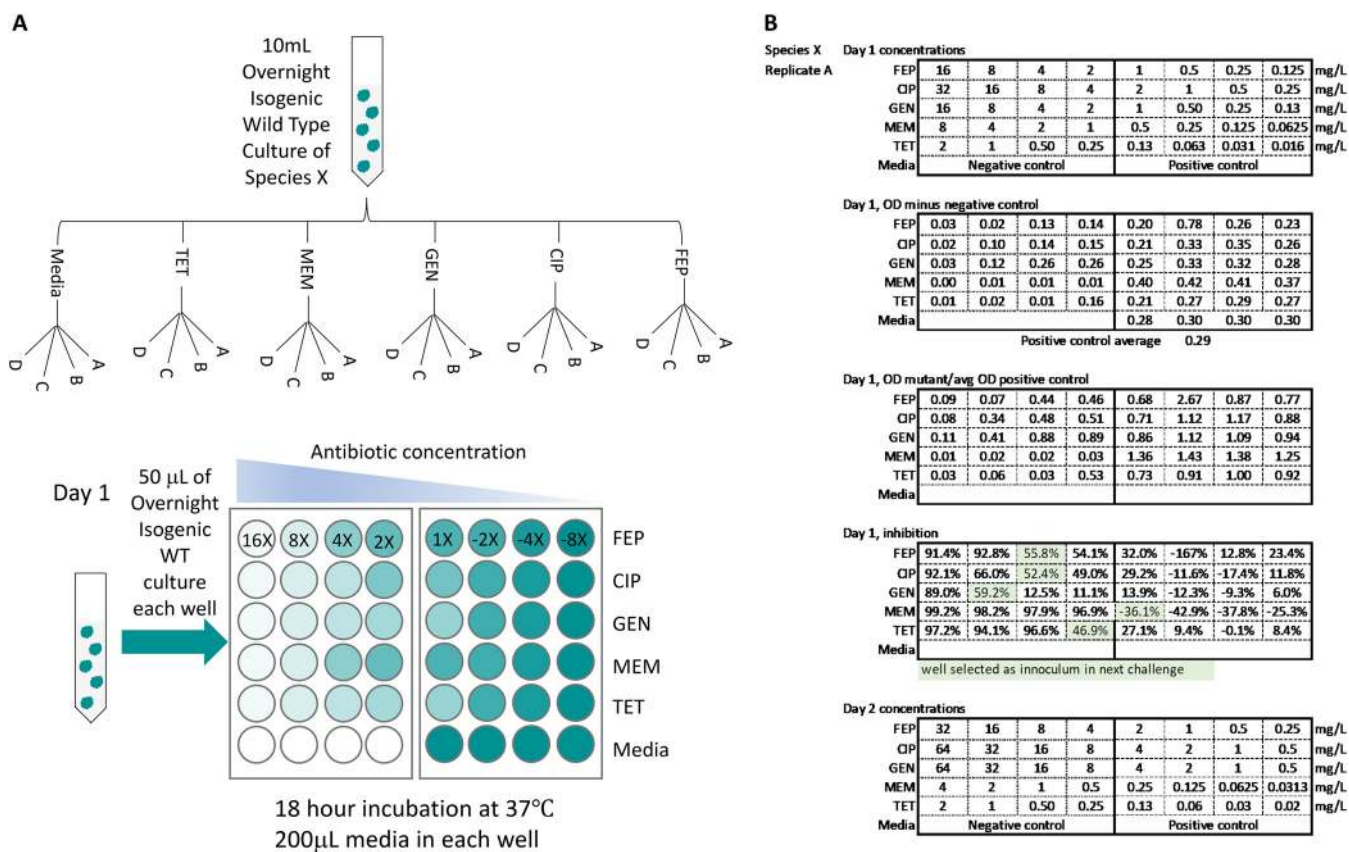 A
10mL
Overnight
Isogenic
Wild Type
Culture of
Species X
Media
TET
MEM
GEN
CIP
FEP
D C B A
D C B A
D C B A
D C B A
D C B A
D C B A
Antibiotic concentration
Day 1
50 μL of
Overnight
Isogenic
WT
culture
each well
16X 8X 4X 2X 1X -2X -4X -8X FEP
CIP
GEN
MEM
TET
Media
18 hour incubation at 37°C
200μL media in each well
B
Species X Day 1 concentrations
Replicate A FEP 16 8 4 2 1 0.5 0.25 0.125 mg/L
CIP 32 16 8 4 2 1 0.5 0.25 mg/L
GEN 16 8 4 2 1 0.50 0.25 0.13 mg/L
MEM 8 4 2 1 0.5 0.25 0.125 0.0625 mg/L
TET 2 1 0.50 0.25 0.13 0.063 0.031 0.016 mg/L
Media Negative control Positive control
Day 1, OD minus negative control
FEP 0.03 0.02 0.13 0.14 0.20 0.78 0.26 0.23
CIP 0.02 0.10 0.14 0.15 0.21 0.33 0.35 0.26
GEN 0.03 0.12 0.26 0.26 0.25 0.33 0.32 0.28
MEM 0.00 0.01 0.01 0.01 0.40 0.42 0.41 0.37
TET 0.01 0.02 0.01 0.16 0.21 0.27 0.29 0.27
Media 0.28 0.30 0.30 0.30
Positive control average 0.29
Day 1, OD mutant/avg OD positive control
FEP 0.09 0.07 0.44 0.46 0.68 2.67 0.87 0.77
CIP 0.08 0.34 0.48 0.51 0.71 1.12 1.17 0.88
GEN 0.11 0.41 0.88 0.89 0.86 1.12 1.09 0.94
MEM 0.01 0.02 0.02 0.03 1.36 1.43 1.38 1.25
TET 0.03 0.06 0.03 0.53 0.73 0.91 1.00 0.92
Media
Day 1, inhibition
FEP 91.4% 92.8% 55.8% 54.1% 32.0% -167% 12.8% 23.4%
CIP 92.1% 66.0% 52.4% 49.0% 29.2% -11.6% -17.4% 11.8%
GEN 89.0% 59.2% 12.5% 11.1% 13.9% -12.3% -9.3% 6.0%
MEM 99.2% 98.2% 97.9% 96.9% -36.1% -42.9% -37.8% -25.3%
TET 97.2% 94.1% 96.6% 46.9% 27.1% 9.4% -0.1% 8.4%
Media
well selected as innoculum in next challenge
Day 2 concentrations
FEP 32 16 8 4 2 1 0.5 0.25 mg/L
CIP 64 32 16 8 4 2 1 0.5 mg/L
GEN 64 32 16 8 4 2 1 0.5 mg/L
MEM 4 2 1 0.5 0.25 0.125 0.0625 0.0313 mg/L
TET 2 1 0.50 0.25 0.13 0.06 0.03 0.02 mg/L
Media Negative control Positive control